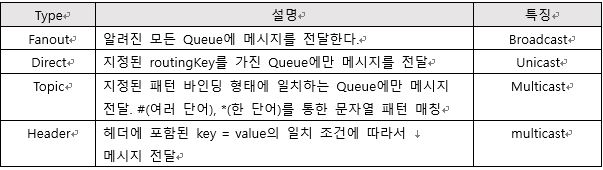 Type 설명 특징
Fanout 알려진 모든 Queue에 메시지를 전달한다. Broadcast
Direct 지정된 routingKey를 가진 Queue에만 메시지를 전달 Unicast
Topic 지정된 패턴 바인딩 형태에 일치하는 Queue에만 메시지 Multicast
전달. #(여러 단어), *(한 단어)를 통한 문자열 패턴 매칭
Header 헤더에 포함된 key = value의 일치 조건에 따라서 ↓ multicast
메시지 전달